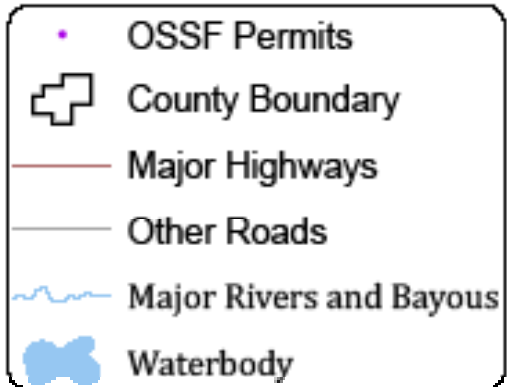 OSSF Permits
County Boundary
Major Highways
Other Roads
Major Rivers and Bayous
Waterbody